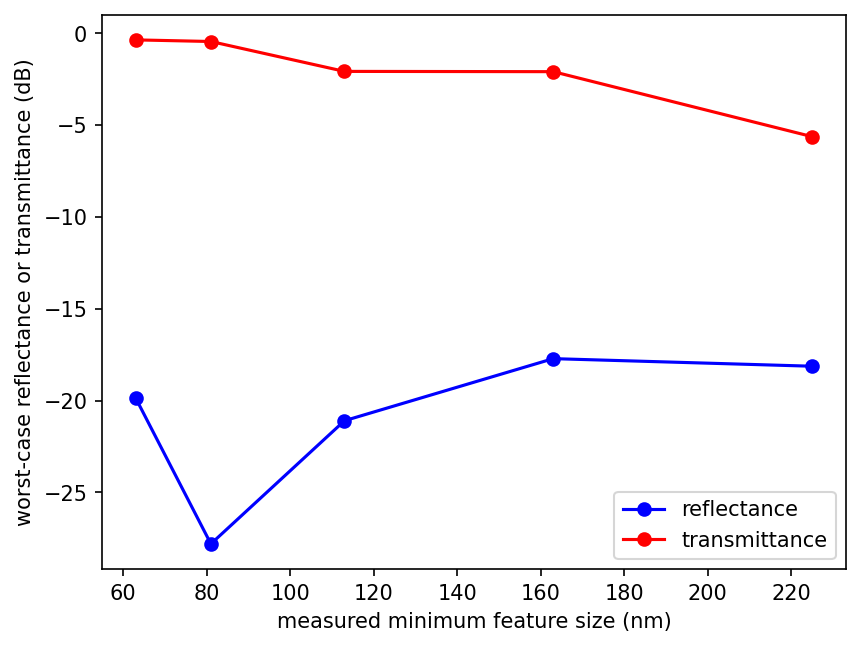 worst-case reflectance or transmittance (dB)
0
−5
−10
−15
−20
−25
60 80 100 120 140 160 180 200 220
measured minimum feature size (nm)
reflectance
transmittance